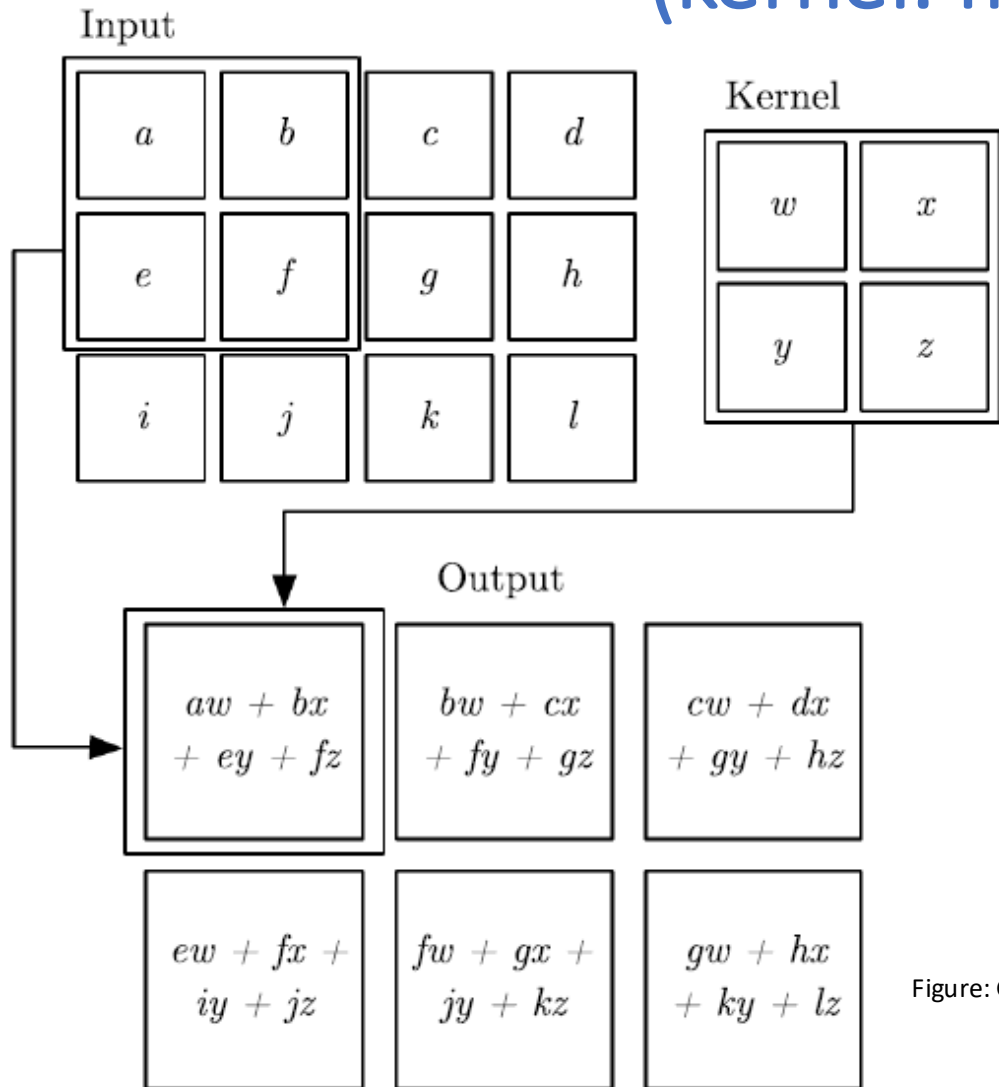 (kernel:
Input
a b c d
e f g h
i j k l
Kernel
w x
y z
Output
aw + bx + ey + fz
bw + cx + fy + gz
cw + dx + gy + hz
ew + fx + iy + jz
fw + gx + jy + kz
gw + hx + ky + lz
Figure: